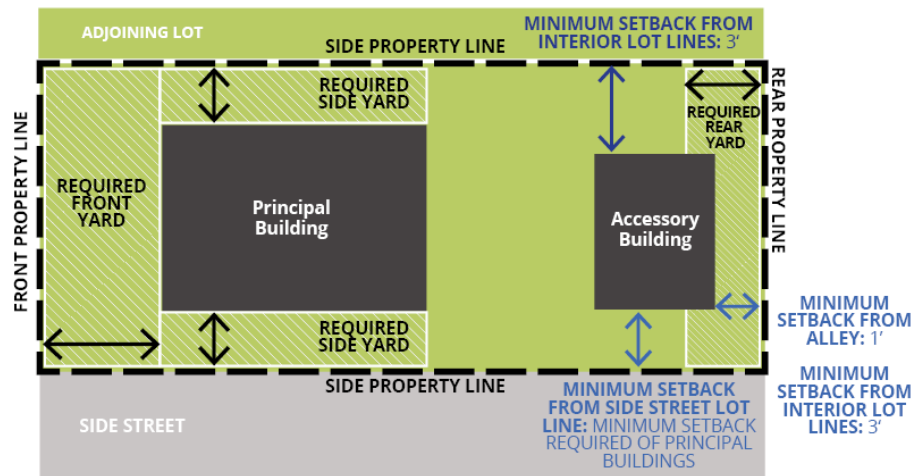 ADJOINING LOT
SIDE PROPERTY LINE
MINIMUM SETBACK FROM
INTERIOR LOT LINES: 3'
FRONT PROPERTY LINE
REQUIRED
SIDE YARD
REQUIRED
REAR
YARD
REAR PROPERTY LINE
REQUIRED
FRONT
YARD
Principal
Building
Accessory
Building
REQUIRED
SIDE YARD
MINIMUM
SETBACK FROM
ALLEY: 1'
SIDE PROPERTY LINE
SIDE STREET
MINIMUM SETBACK
FROM SIDE STREET LOT
LINE: MINIMUM SETBACK
REQUIRED OF PRINCIPAL
BUILDINGS
MINIMUM
SETBACK FROM
INTERIOR LOT
LINES: 3'